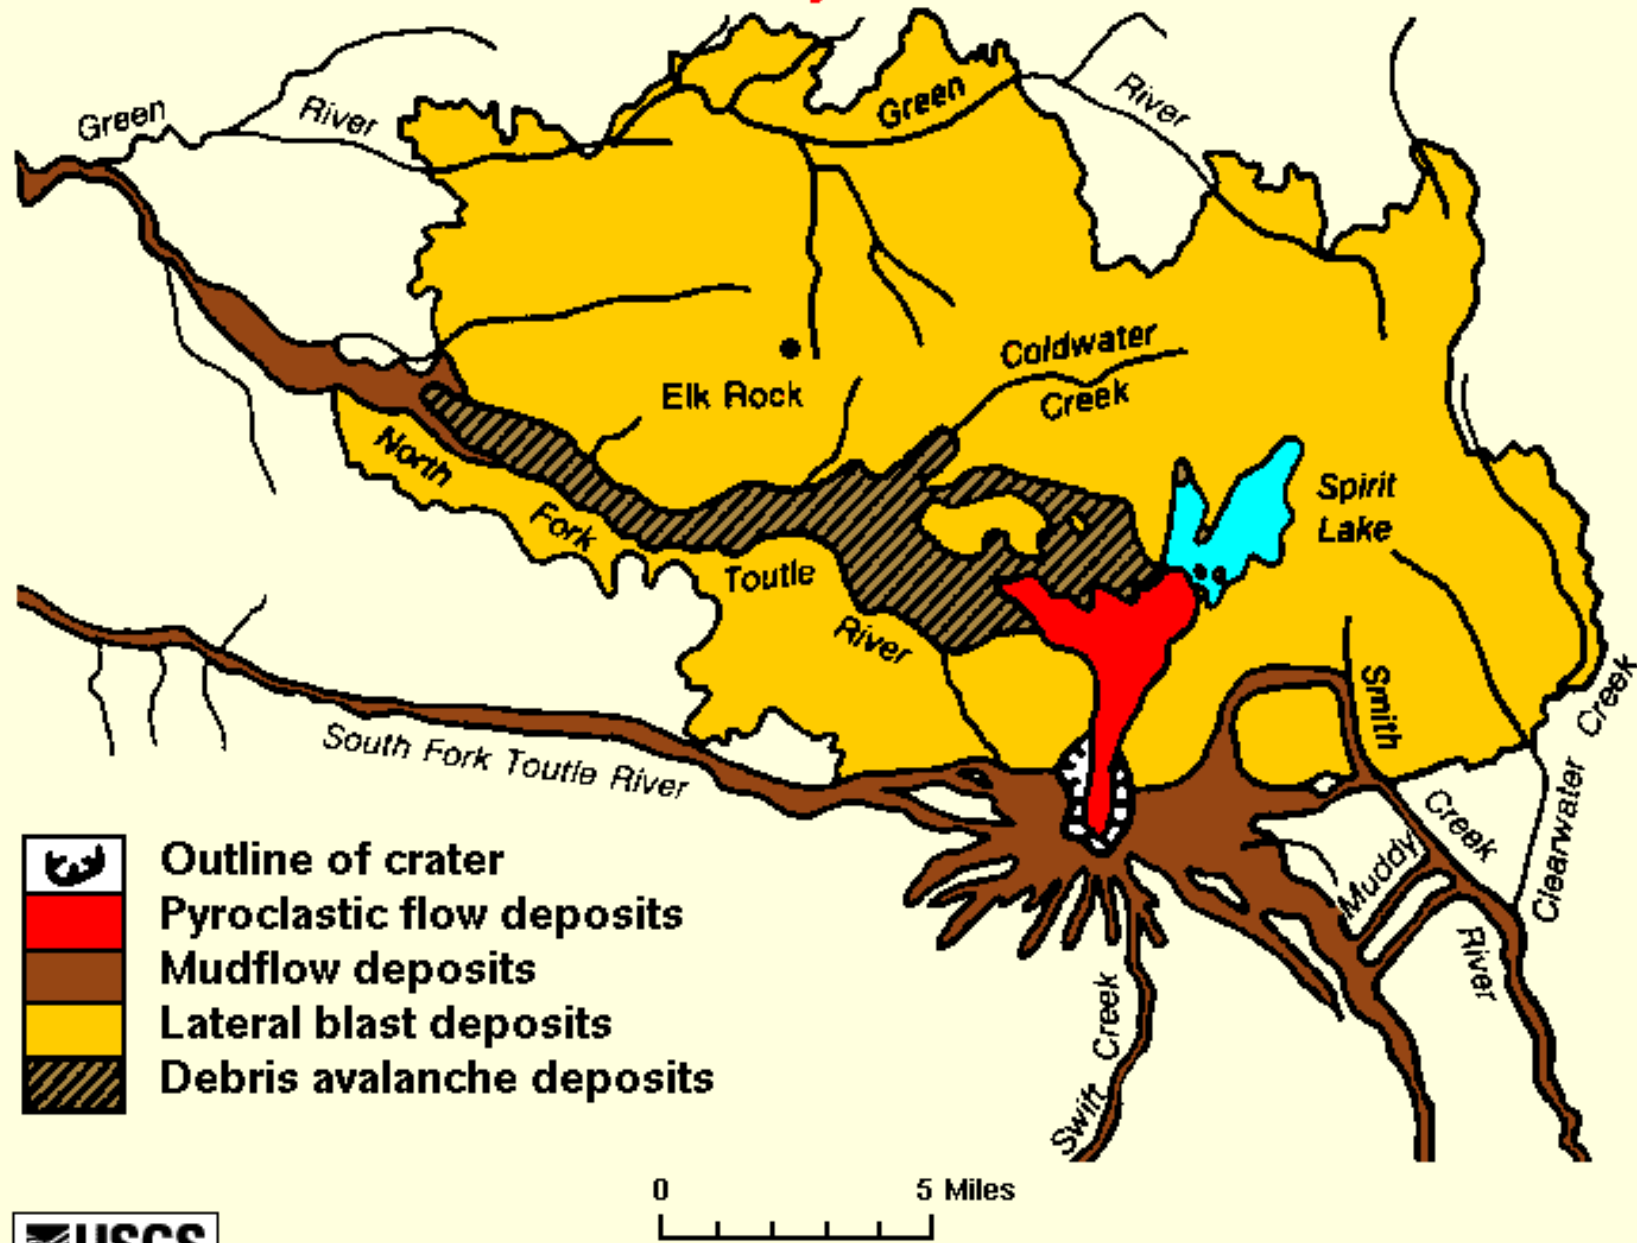 Green
River
Green
River
Coldwater
Creek
Elk Rock
Spirit
Lake
North
Fork
Toutle
River
South Fork Toutle River
Smith
Creek
Clearwater
Creek
Muddy
River
Swift
Creek
Outline of crater
Pyroclastic flow deposits
Mudflow deposits
Lateral blast deposits
Debris avalanche deposits
0
5 Miles
USGS